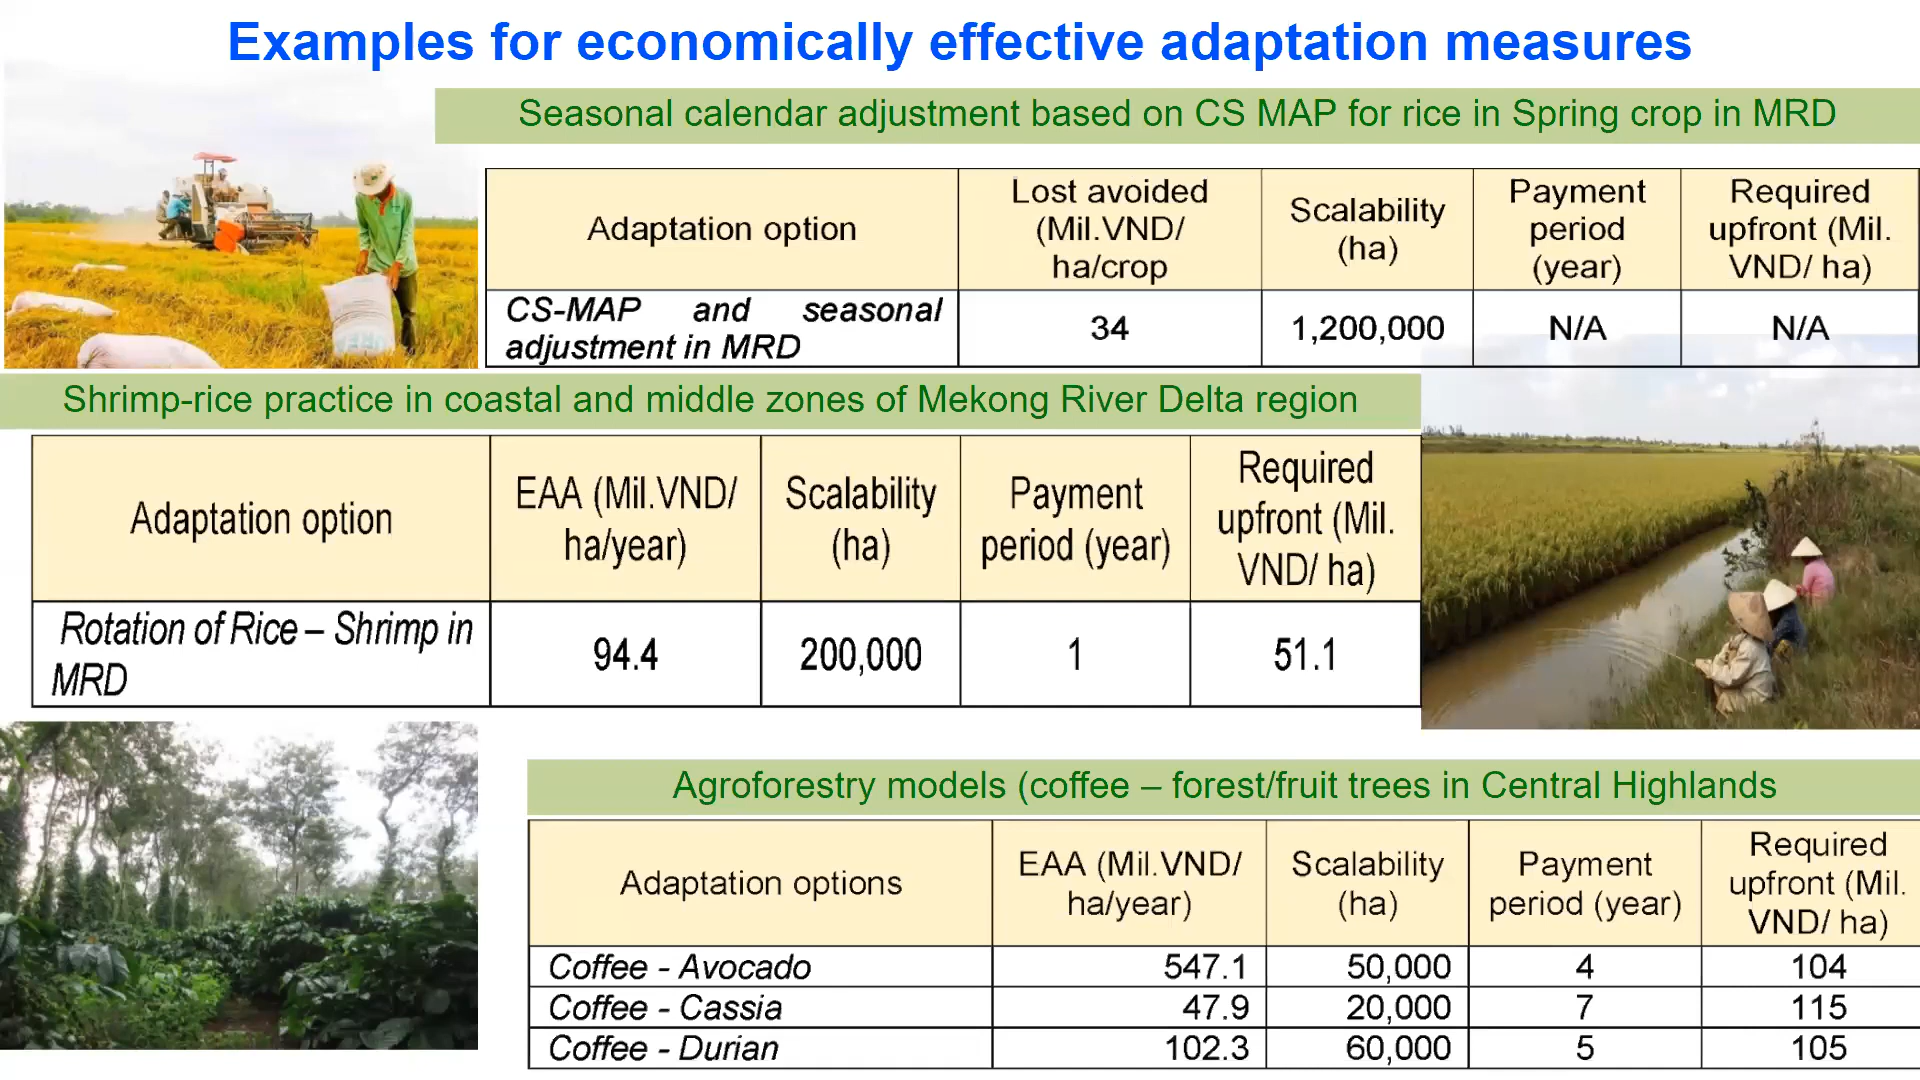 Examples for economically effective adaptation measures
Seasonal calendar adjustment based on CS MAP for rice in Spring crop in MRD
Adaptation option
Lost avoided
(Mil.VND/
ha/crop
Scalability
(ha)
Payment
period
(year)
Required
upfront (Mil.
VND/ ha)
CS-MAP and seasonal
adjustment in MRD
34
1,200,000
N/A
N/A
Shrimp-rice practice in coastal and middle zones of Mekong River Delta region
Adaptation option
EAA (Mil.VND/
ha/year)
Scalability
(ha)
Payment
period (year)
Required
upfront (Mil.
VND/ ha)
Rotation of Rice – Shrimp in
MRD
94.4
200,000
1
51.1
Agroforestry models (coffee – forest/fruit trees in Central Highlands
Adaptation options
EAA (Mil.VND/
ha/year)
Scalability
(ha)
Payment
period (year)
Required
upfront (Mil.
VND/ ha)
Coffee - Avocado 547.1 50,000 4 104
Coffee - Cassia 47.9 20,000 7 115
Coffee - Durian 102.3 60,000 5 105